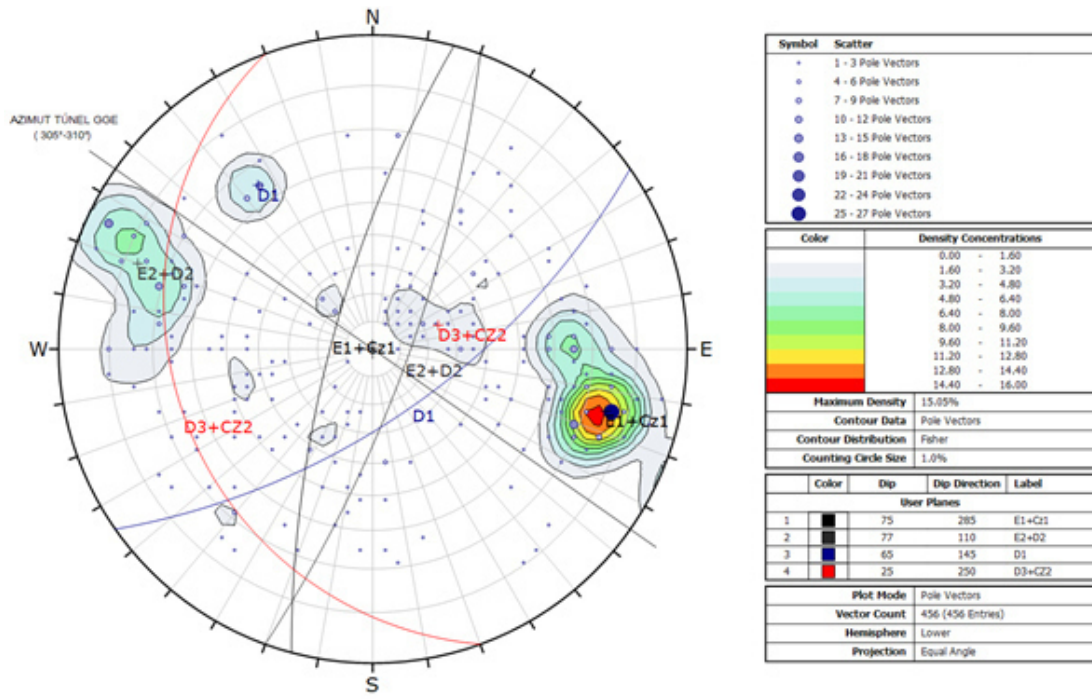 N
AZIMUT TÚNEL GGE
( 305°-310°)
D1
E2+D2
W
E
E1+Cz1
D3+CZ2
E2+D2
D1
D3+CZ2
E1+Cz1
S
Symbol Scatter
1 - 3 Pole Vectors
4 - 6 Pole Vectors
7 - 9 Pole Vectors
10 - 12 Pole Vectors
13 - 15 Pole Vectors
16 - 18 Pole Vectors
19 - 21 Pole Vectors
22 - 24 Pole Vectors
25 - 27 Pole Vectors
Color Density Concentrations
0.00 - 1.60
1.60 - 3.20
3.20 - 4.80
4.80 - 6.40
6.40 - 8.00
8.00 - 9.60
9.60 - 11.20
11.20 - 12.80
12.80 - 14.40
14.40 - 16.00
Maximum Density 15.05%
Contour Data Pole Vectors
Contour Distribution Fisher
Counting Circle Size 1.0%
Color Dip Dip Direction Label
User Planes
1 75 285 E1+Cz1
2 77 110 E2+D2
3 65 145 D1
4 25 250 D3+CZ2
Plot Mode Pole Vectors
Vector Count 456 (456 Entries)
Hemisphere Lower
Projection Equal Angle